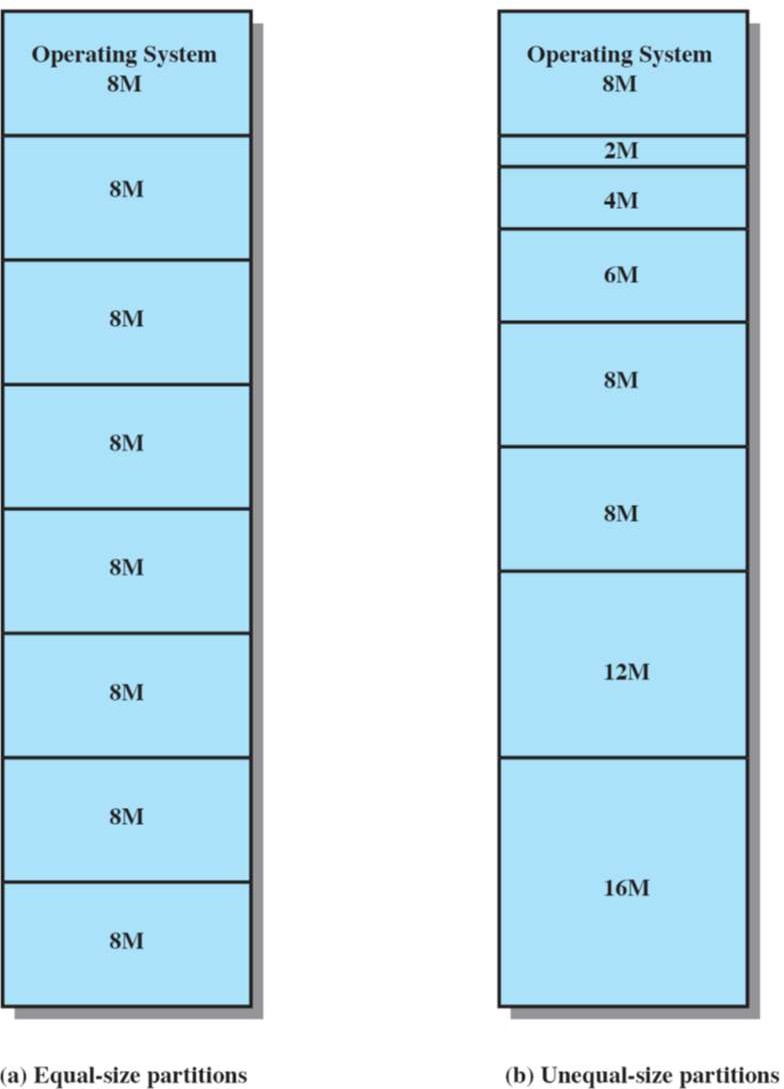 Operating System
8M
8M
8M
8M
8M
8M
8M
8M
(a) Equal-size partitions
Operating System
8M
2M
4M
6M
8M
8M
12M
16M
(b) Unequal-size partitions